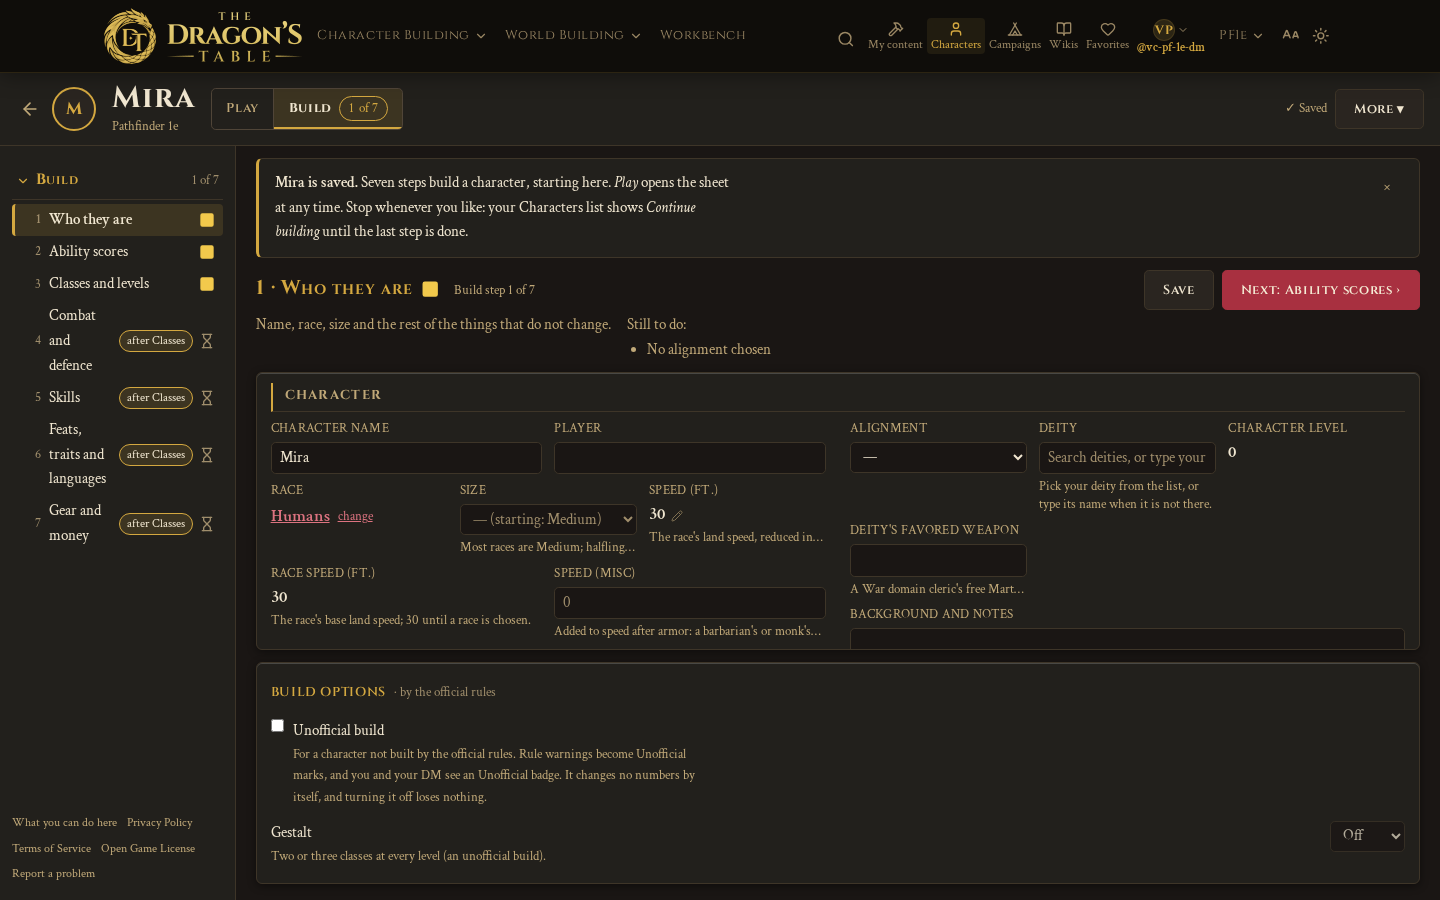 THE
DRAGON'S
TABLE
DT
CHARACTER BUILDING
WORLD BUILDING
WORKBENCH
My content
Characters
Campaigns
Wikis
Favorites
VP
@vc-pf-1e-dm
PF1E
AA
M
MIRA
Pathfinder 1e
PLAY
BUILD 1 of 7
✓ Saved
MORE ▾
BUILD 1 of 7
1 Who they are
2 Ability scores
3 Classes and levels
4 Combat and defence after Classes
5 Skills after Classes
6 Feats, traits and languages after Classes
7 Gear and money after Classes
What you can do here Privacy Policy
Terms of Service Open Game License
Report a problem
Mira is saved. Seven steps build a character, starting here. Play opens the sheet
at any time. Stop whenever you like: your Characters list shows Continue
building until the last step is done.
×
1 · WHO THEY ARE Build step 1 of 7
SAVE
NEXT: ABILITY SCORES ›
Name, race, size and the rest of the things that do not change.
Still to do:
• No alignment chosen
CHARACTER
CHARACTER NAME
Mira
PLAYER
ALIGNMENT
—
DEITY
Search deities, or type your
Pick your deity from the list, or
type its name when it is not there.
CHARACTER LEVEL
0
RACE
Humans change
SIZE
— (starting: Medium)
Most races are Medium; halfling...
SPEED (FT.)
30
The race's land speed, reduced in...
DEITY'S FAVORED WEAPON
A War domain cleric's free Mart...
RACE SPEED (FT.)
30
The race's base land speed; 30 until a race is chosen.
SPEED (MISC)
0
Added to speed after armor: a barbarian's or monk's...
BACKGROUND AND NOTES
BUILD OPTIONS · by the official rules
Unofficial build
For a character not built by the official rules. Rule warnings become Unofficial
marks, and you and your DM see an Unofficial badge. It changes no numbers by
itself, and turning it off loses nothing.
Gestalt
Two or three classes at every level (an unofficial build).
Off